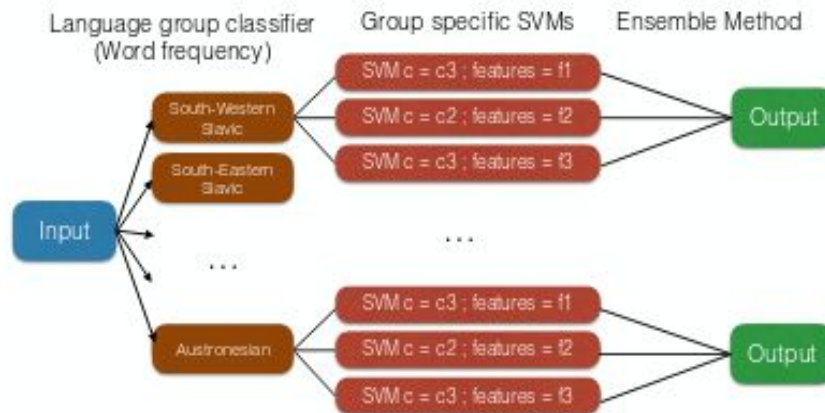 Language group classifier
(Word frequency)
Group specific SVMs
Ensemble Method
Input
South-Western
Slavic
South-Eastern
Slavic
...
Austronesian
SVM c = c3 ; features = f1
SVM c = c2 ; features = f2
SVM c = c3 ; features = f3
...
SVM c = c3 ; features = f1
SVM c = c2 ; features = f2
SVM c = c3 ; features = f3
Output
Output